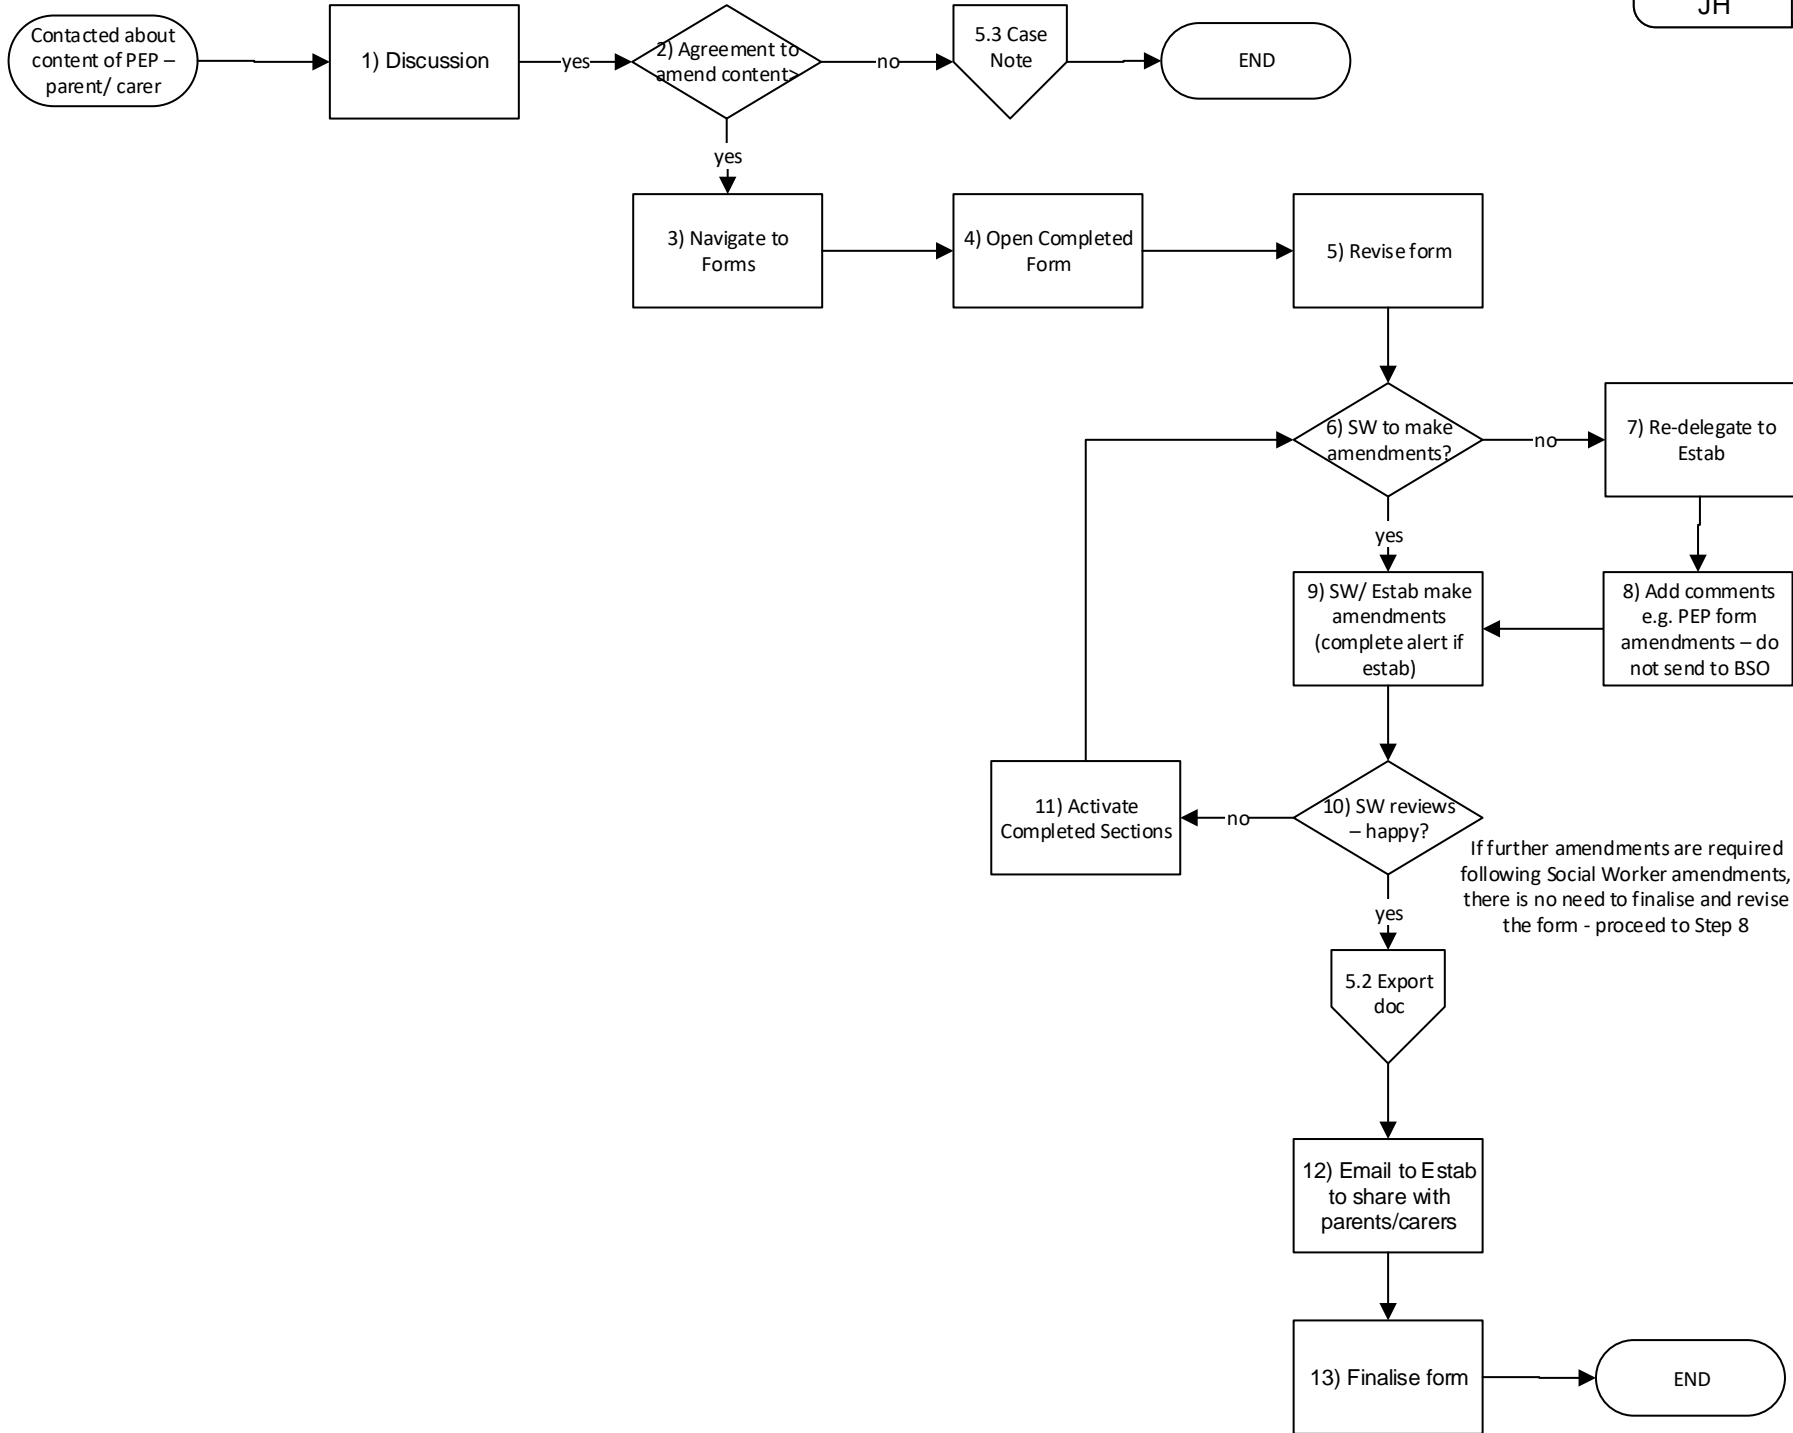 JH
Contacted about
content of PEP –
parent/ carer
1) Discussion
yes
2) Agreement to
amend content>
no
5.3 Case
Note
END
yes
3) Navigate to
Forms
4) Open Completed
Form
5) Revise form
6) SW to make
amendments?
no
7) Re-delegate to
Estab
yes
9) SW/ Estab make
amendments
(complete alert if
estab)
8) Add comments
e.g. PEP form
amendments – do
not send to BSO
11) Activate
Completed Sections
no
10) SW reviews
– happy?
If further amendments are required
following Social Worker amendments,
there is no need to finalise and revise
the form - proceed to Step 8
yes
5.2 Export
doc
12) Email to Estab
to share with
parents/carers
13) Finalise form
END